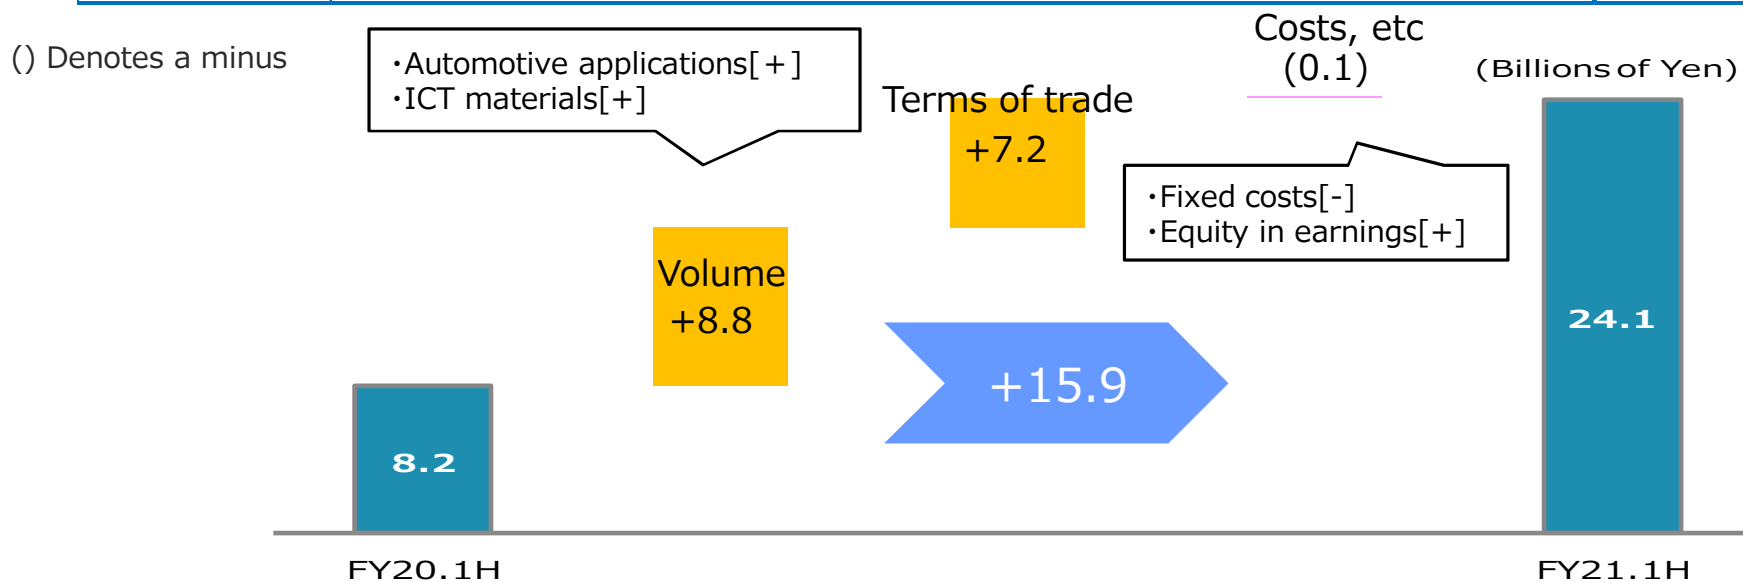 () Denotes a minus
・Automotive applications[+]
・ICT materials[+]
Terms of trade
+7.2
Costs, etc
(0.1)
(Billions of Yen)
・Fixed costs[-]
・Equity in earnings[+]
Volume
+8.8
+15.9
24.1
8.2
FY20.1H
FY21.1H